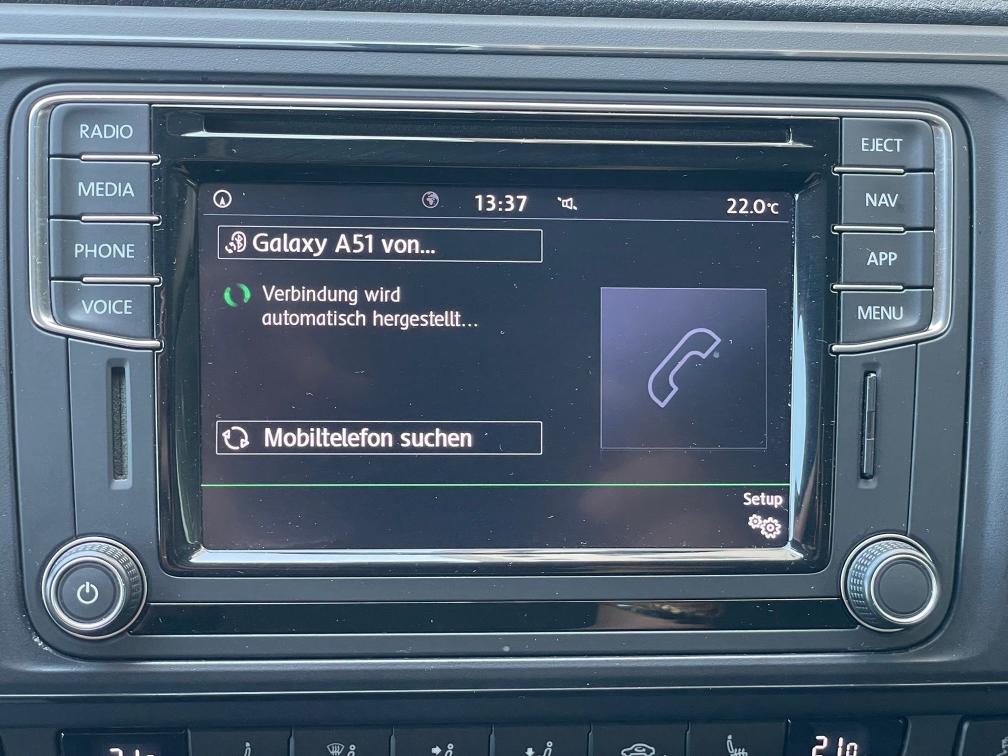 RADIO
EJECT
MEDIA
NAV
PHONE
APP
VOICE
MENU
13:37
22.0°C
Galaxy A51 von...
Verbindung wird
automatisch hergestellt...
Mobiltelefon suchen
Setup